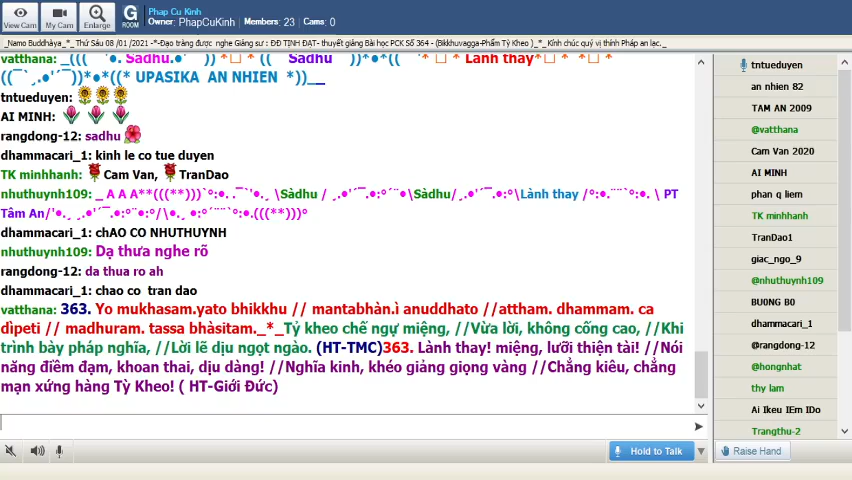 Phap Cu Kinh
Owner: PhapCuKinh Members: 23 Cams: 0
View Cam My Cam Enlarge G ROOM
_Namo Buddhàya_*_ Thứ Sáu 08 /01 /2021 -*-Đạo tràng được nghe Giảng sư : ĐĐ TỊNH ĐẠT- thuyết giảng Bài học PCK Số 364 - (Bikkhuvagga-Phẩm Tỳ Kheo )_*_ Kính chúc quý vị thính Pháp an lạc._
vatthana: Sadhu Sadhu Lành thay
UPASIKA AN NHIEN
tntueduyen:
AI MINH:
rangdong-12: sadhu
dhammacari_1: kinh le co tue duyen
TK minhhanh: Cam Van, TranDao
nhuthuynh109: _ A A A Sàdhu Sàdhu Lành thay PT
Tâm An
dhammacari_1: chAO CO NHUTHUYNH
nhuthuynh109: Dạ thưa nghe rõ
rangdong-12: da thua ro ah
dhammacari_1: chao co tran dao
vatthana: 363. Yo mukhasam.yato bhikkhu // mantabhàn.ì anuddhato //attham. dhammam. ca
dìpeti // madhuram. tassa bhàsitam._*_Tỷ kheo chế ngự miệng, //Vừa lời, không cống cao, //Khi
trình bày pháp nghĩa, //Lời lẽ dịu ngọt ngào. (HT-TMC)363. Lành thay! miệng, lưỡi thiện tài! //Nói
năng điềm đạm, khoan thai, dịu dàng! //Nghĩa kinh, khéo giảng giọng vàng //Chẳng kiêu, chẳng
mạn xứng hàng Tỳ Kheo! ( HT-Giới Đức)
tntueduyen
an nhien 82
TAM AN 2009
@vatthana
Cam Van 2020
AI MINH
phan q liem
TK minhhanh
TranDao1
giac_ngo_9
@nhuthuynh109
BU0NG B0
dhammacari_1
@rangdong-12
@hongnhat
thy lam
Ai Ikeu IEm IDo
Trangthu-2
Hold to Talk Raise Hand